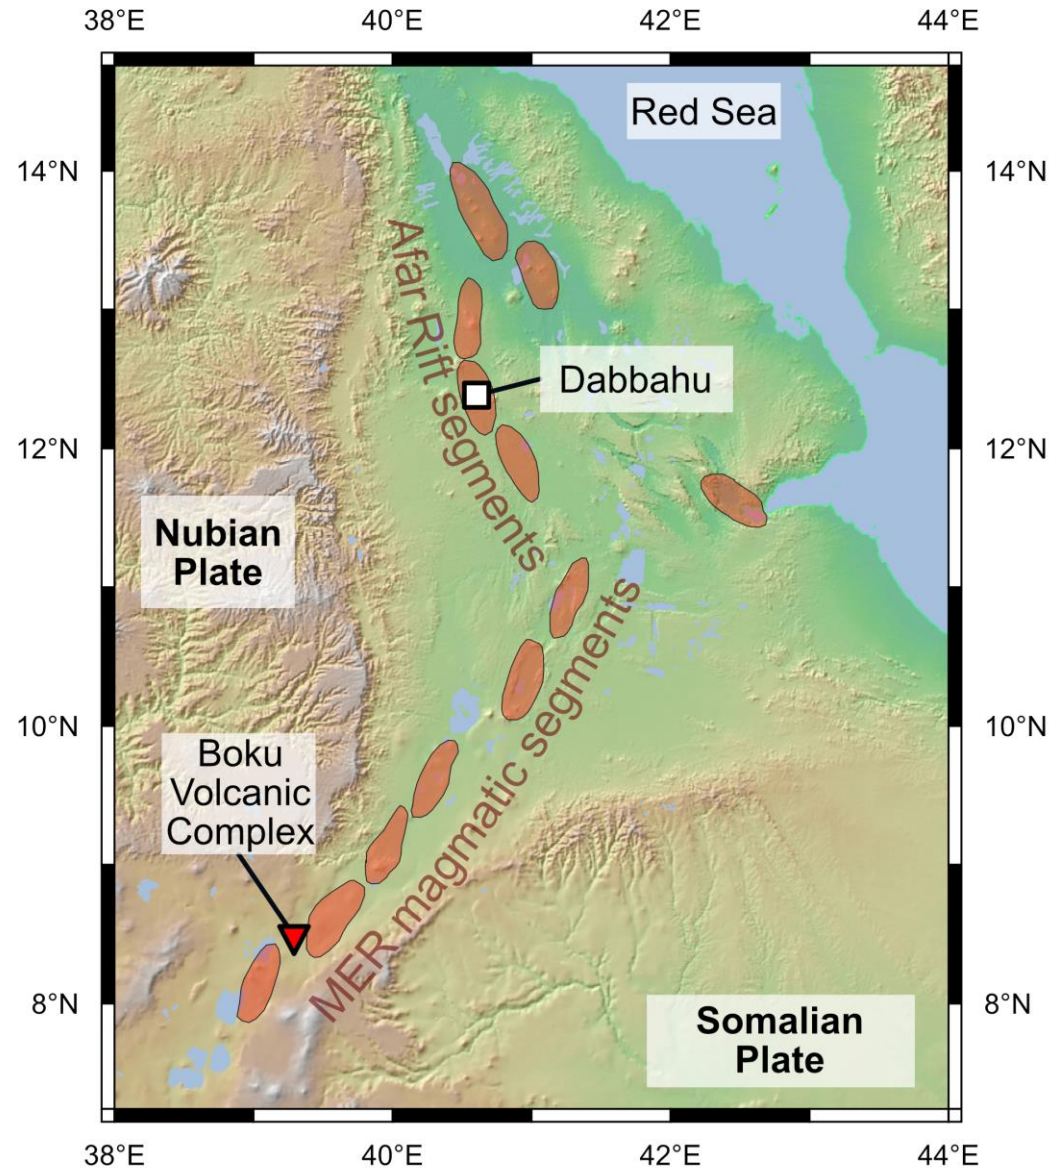 38°E
40°E
42°E
44°E
Red Sea
14°N
14°N
Afar Rift segments
Dabbahu
12°N
12°N
Nubian
Plate
MER magmatic segments
10°N
10°N
Boku
Volcanic
Complex
8°N
8°N
Somalian
Plate
38°E
40°E
42°E
44°E